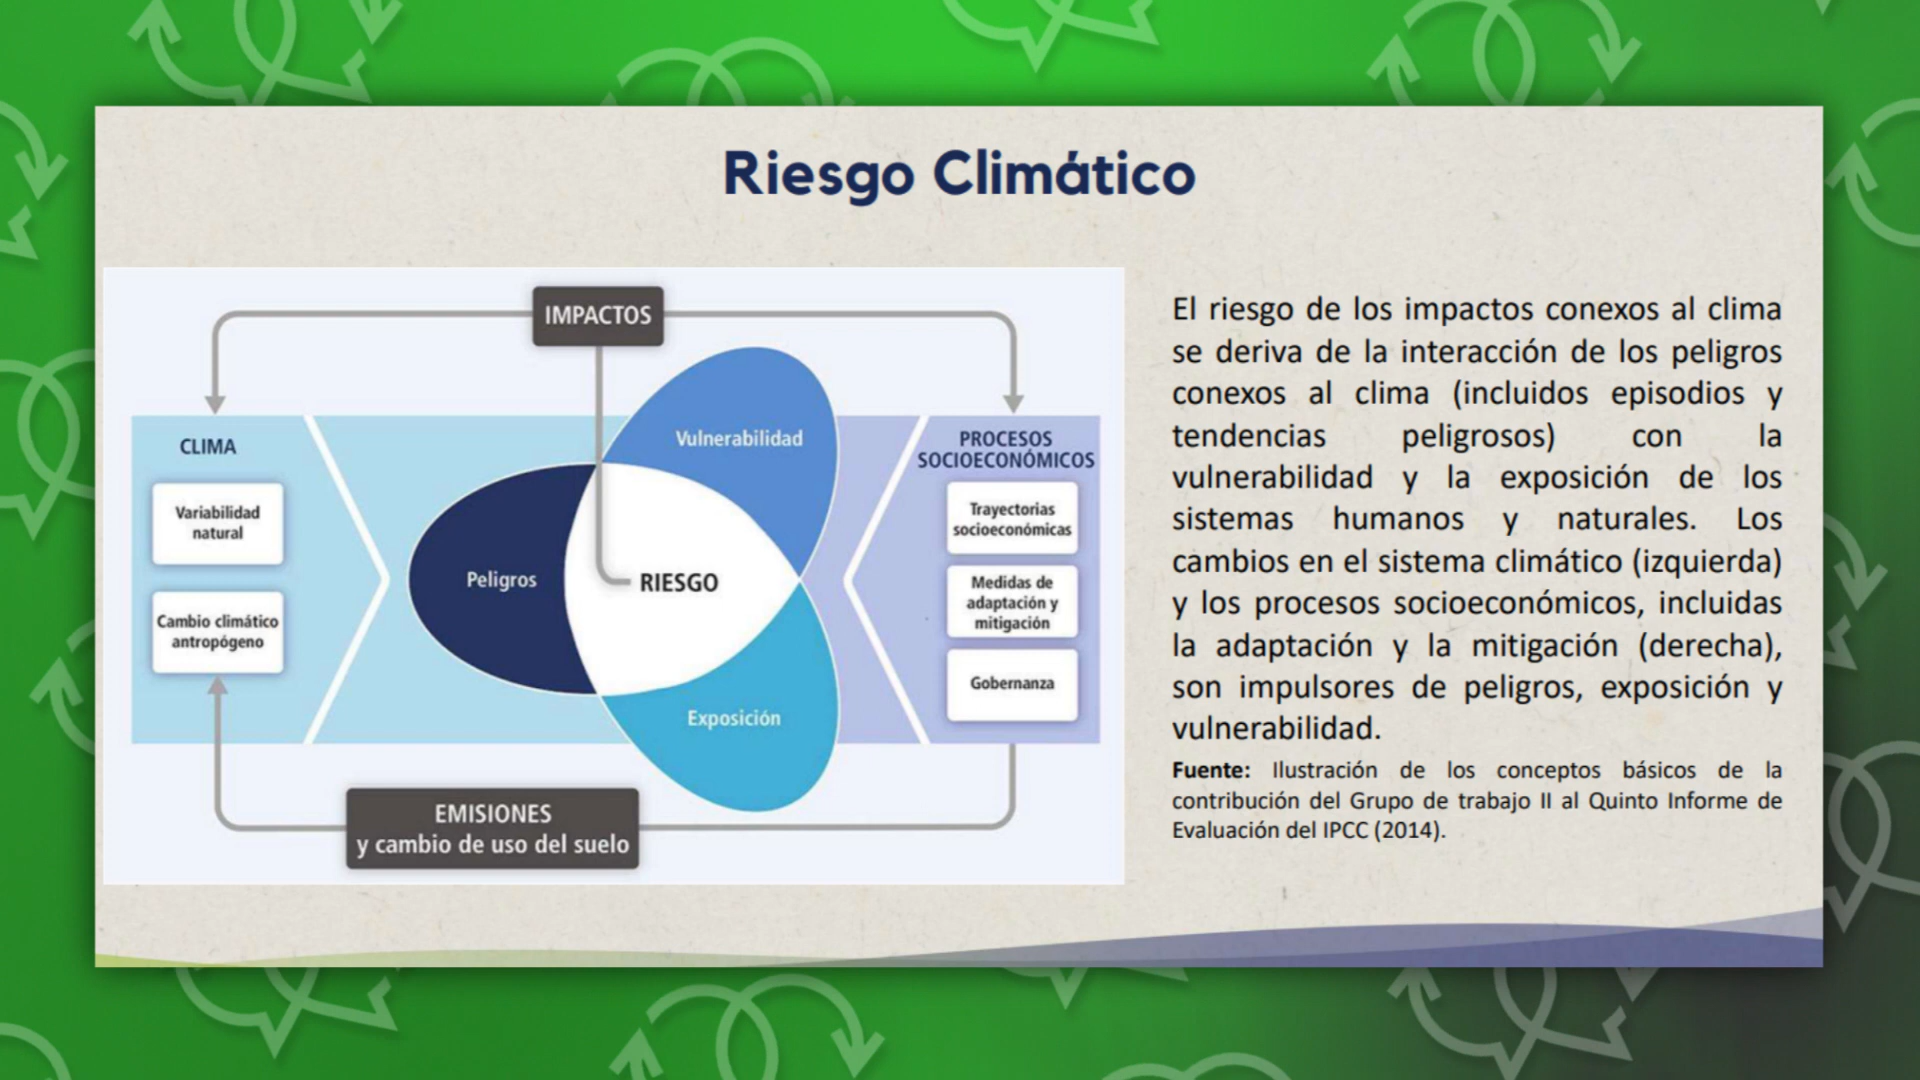 Riesgo Climático
IMPACTOS
CLIMA
Variabilidad
natural
Cambio climático
antropógeno
Vulnerabilidad
Peligros
RIESGO
Exposición
PROCESOS
SOCIOECONÓMICOS
Trayectorias
socioeconómicas
Medidas de
adaptación y
mitigación
Gobernanza
EMISIONES
y cambio de uso del suelo
El riesgo de los impactos conexos al clima
se deriva de la interacción de los peligros
conexos al clima (incluidos episodios y
tendencias peligrosos) con la
vulnerabilidad y la exposición de los
sistemas humanos y naturales. Los
cambios en el sistema climático (izquierda)
y los procesos socioeconómicos, incluidas
la adaptación y la mitigación (derecha),
son impulsores de peligros, exposición y
vulnerabilidad.
Fuente: Ilustración de los conceptos básicos de la
contribución del Grupo de trabajo II al Quinto Informe de
Evaluación del IPCC (2014).